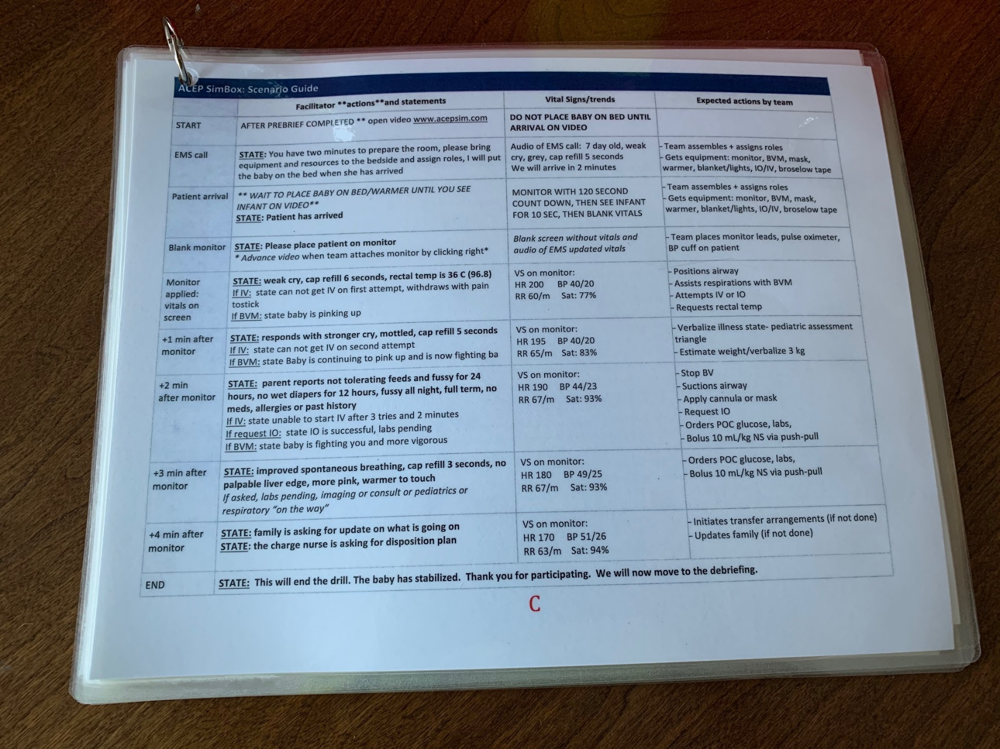 ACEP SimBox: Scenario Guide
Facilitator **actions**and statements
Vital Signs/trends
Expected actions by team
START
AFTER PREBRIEF COMPLETED ** open video www.acepsim.com
DO NOT PLACE BABY ON BED UNTIL
ARRIVAL ON VIDEO
EMS call
STATE: You have two minutes to prepare the room, please bring
equipment and resources to the bedside and assign roles, I will put
the baby on the bed when she has arrived
Audio of EMS call: 7 day old, weak
cry, grey, cap refill 5 seconds
We will arrive in 2 minutes
- Team assembles + assigns roles
- Gets equipment: monitor, BVM, mask,
warmer, blanket/lights, IO/IV, broselow tape
Patient arrival
** WAIT TO PLACE BABY ON BED/WARMER UNTIL YOU SEE
INFANT ON VIDEO**
STATE: Patient has arrived
MONITOR WITH 120 SECOND
COUNT DOWN, THEN SEE INFANT
FOR 10 SEC, THEN BLANK VITALS
- Team assembles + assigns roles
- Gets equipment: monitor, BVM, mask,
warmer, blanket/lights, IO/IV, broselow tape
Blank monitor
STATE: Please place patient on monitor
* Advance video when team attaches monitor by clicking right*
Blank screen without vitals and
audio of EMS updated vitals
- Team places monitor leads, pulse oximeter,
BP cuff on patient
Monitor
applied:
vitals on
screen
STATE: weak cry, cap refill 6 seconds, rectal temp is 36 C (96.8)
If IV: state can not get IV on first attempt, withdraws with pain
tostick
If BVM: state baby is pinking up
VS on monitor:
HR 200 BP 40/20
RR 60/m Sat: 77%
- Positions airway
- Assists respirations with BVM
- Attempts IV or IO
- Requests rectal temp
+1 min after
monitor
STATE: responds with stronger cry, mottled, cap refill 5 seconds
If IV: state can not get IV on second attempt
If BVM: state Baby is continuing to pink up and is now fighting ba
VS on monitor:
HR 195 BP 40/20
RR 65/m Sat: 83%
- Verbalize illness state- pediatric assessment
triangle
- Estimate weight/verbalize 3 kg
+2 min
after monitor
STATE: parent reports not tolerating feeds and fussy for 24
hours, no wet diapers for 12 hours, fussy all night, full term, no
meds, allergies or past history
If IV: state unable to start IV after 3 tries and 2 minutes
If request IO: state IO is successful, labs pending
If BVM: state baby is fighting you and more vigorous
VS on monitor:
HR 190 BP 44/23
RR 67/m Sat: 93%
- Stop BV
- Suctions airway
- Apply cannula or mask
- Request IO
- Orders POC glucose, labs,
- Bolus 10 mL/kg NS via push-pull
+3 min after
monitor
STATE: improved spontaneous breathing, cap refill 3 seconds, no
palpable liver edge, more pink, warmer to touch
If asked, labs pending, imaging or consult or pediatrics or
respiratory "on the way"
VS on monitor:
HR 180 BP 49/25
RR 67/m Sat: 93%
- Orders POC glucose, labs,
- Bolus 10 mL/kg NS via push-pull
+4 min after
monitor
STATE: family is asking for update on what is going on
STATE: the charge nurse is asking for disposition plan
VS on monitor:
HR 170 BP 51/26
RR 63/m Sat: 94%
- Initiates transfer arrangements (if not done)
- Updates family (if not done)
END
STATE: This will end the drill. The baby has stabilized. Thank you for participating. We will now move to the debriefing.
C